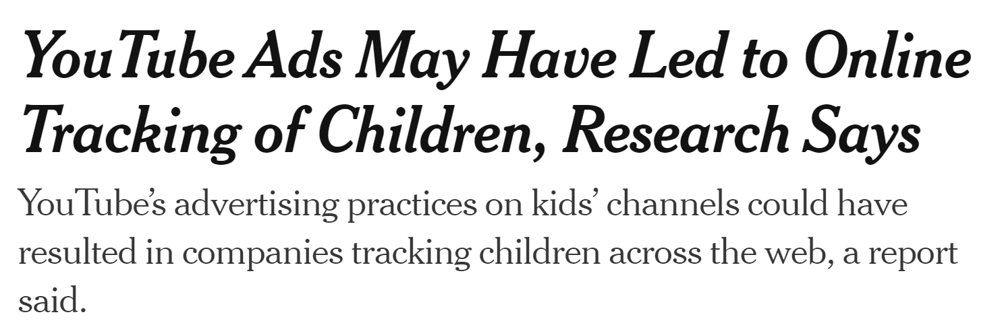 YouTube Ads May Have Led to Online
Tracking of Children, Research Says
YouTube’s advertising practices on kids’ channels could have
resulted in companies tracking children across the web, a report
said.